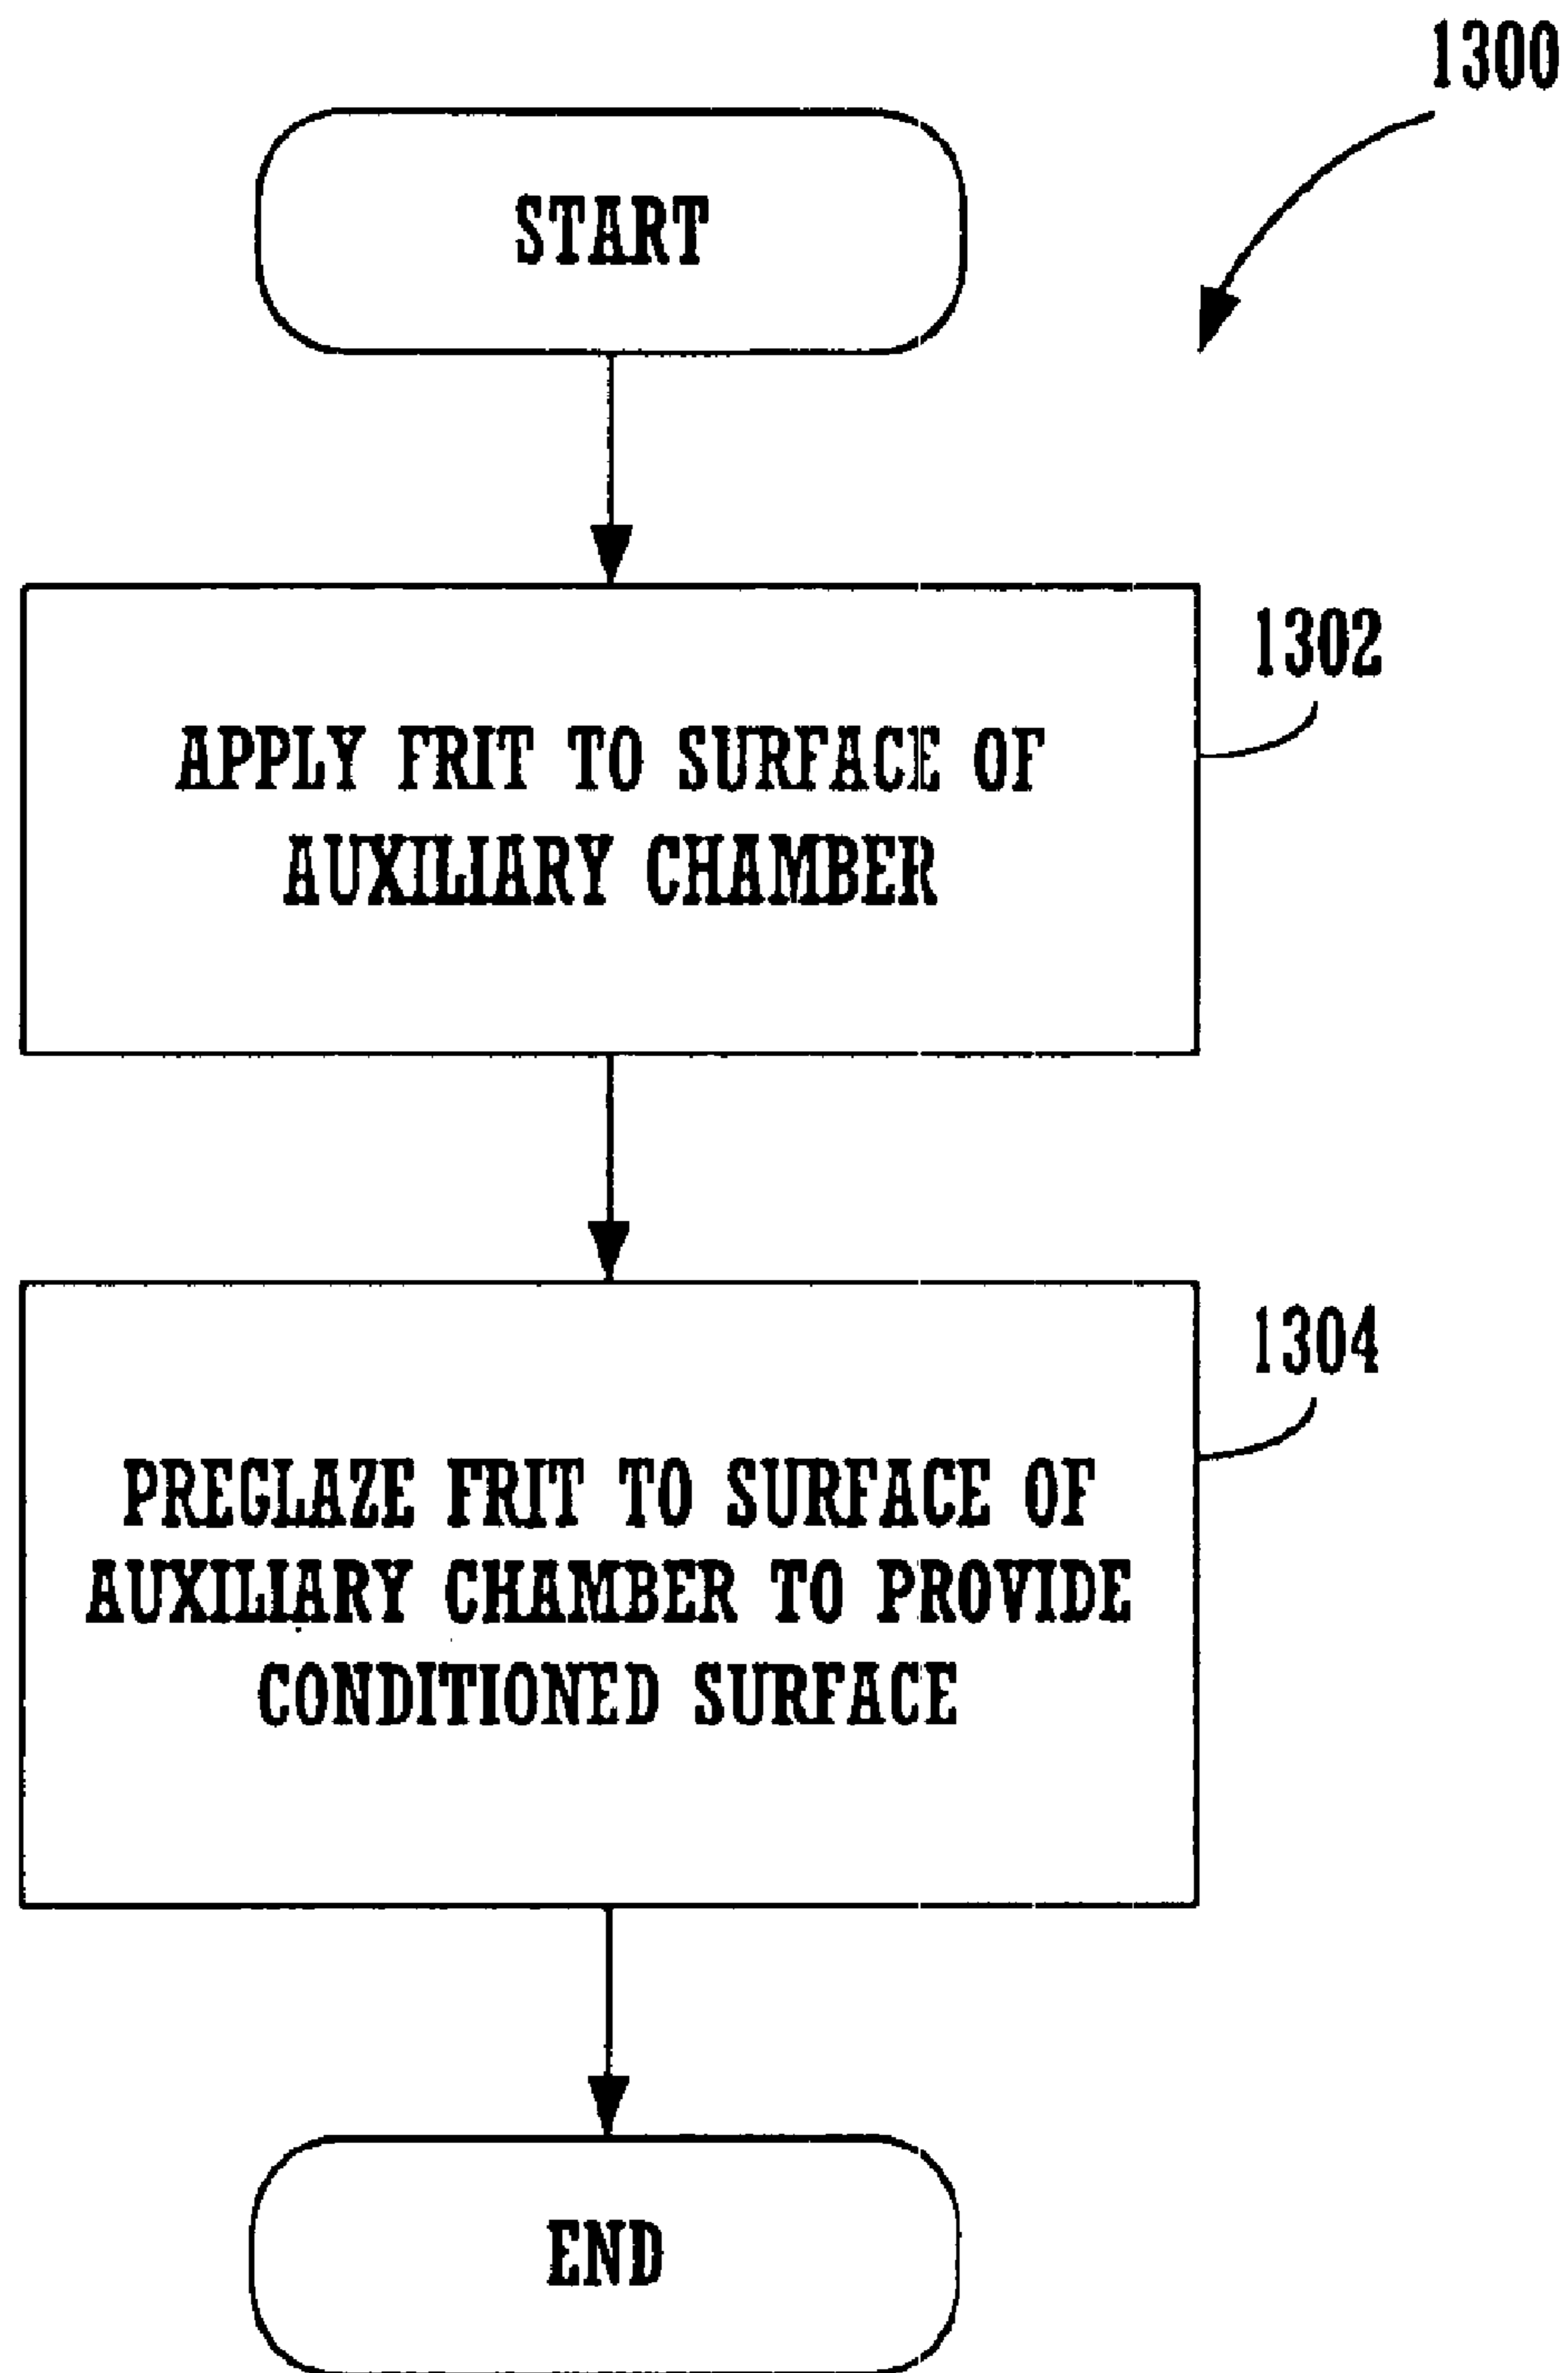 1300
START
1302
APPLY FRIT TO SURFACE OF
AUXILIARY CHAMBER
1304
PREGLAZE FRIT TO SURFACE OF
AUXILIARY CHAMBER TO PROVIDE
CONDITIONED SURFACE
END